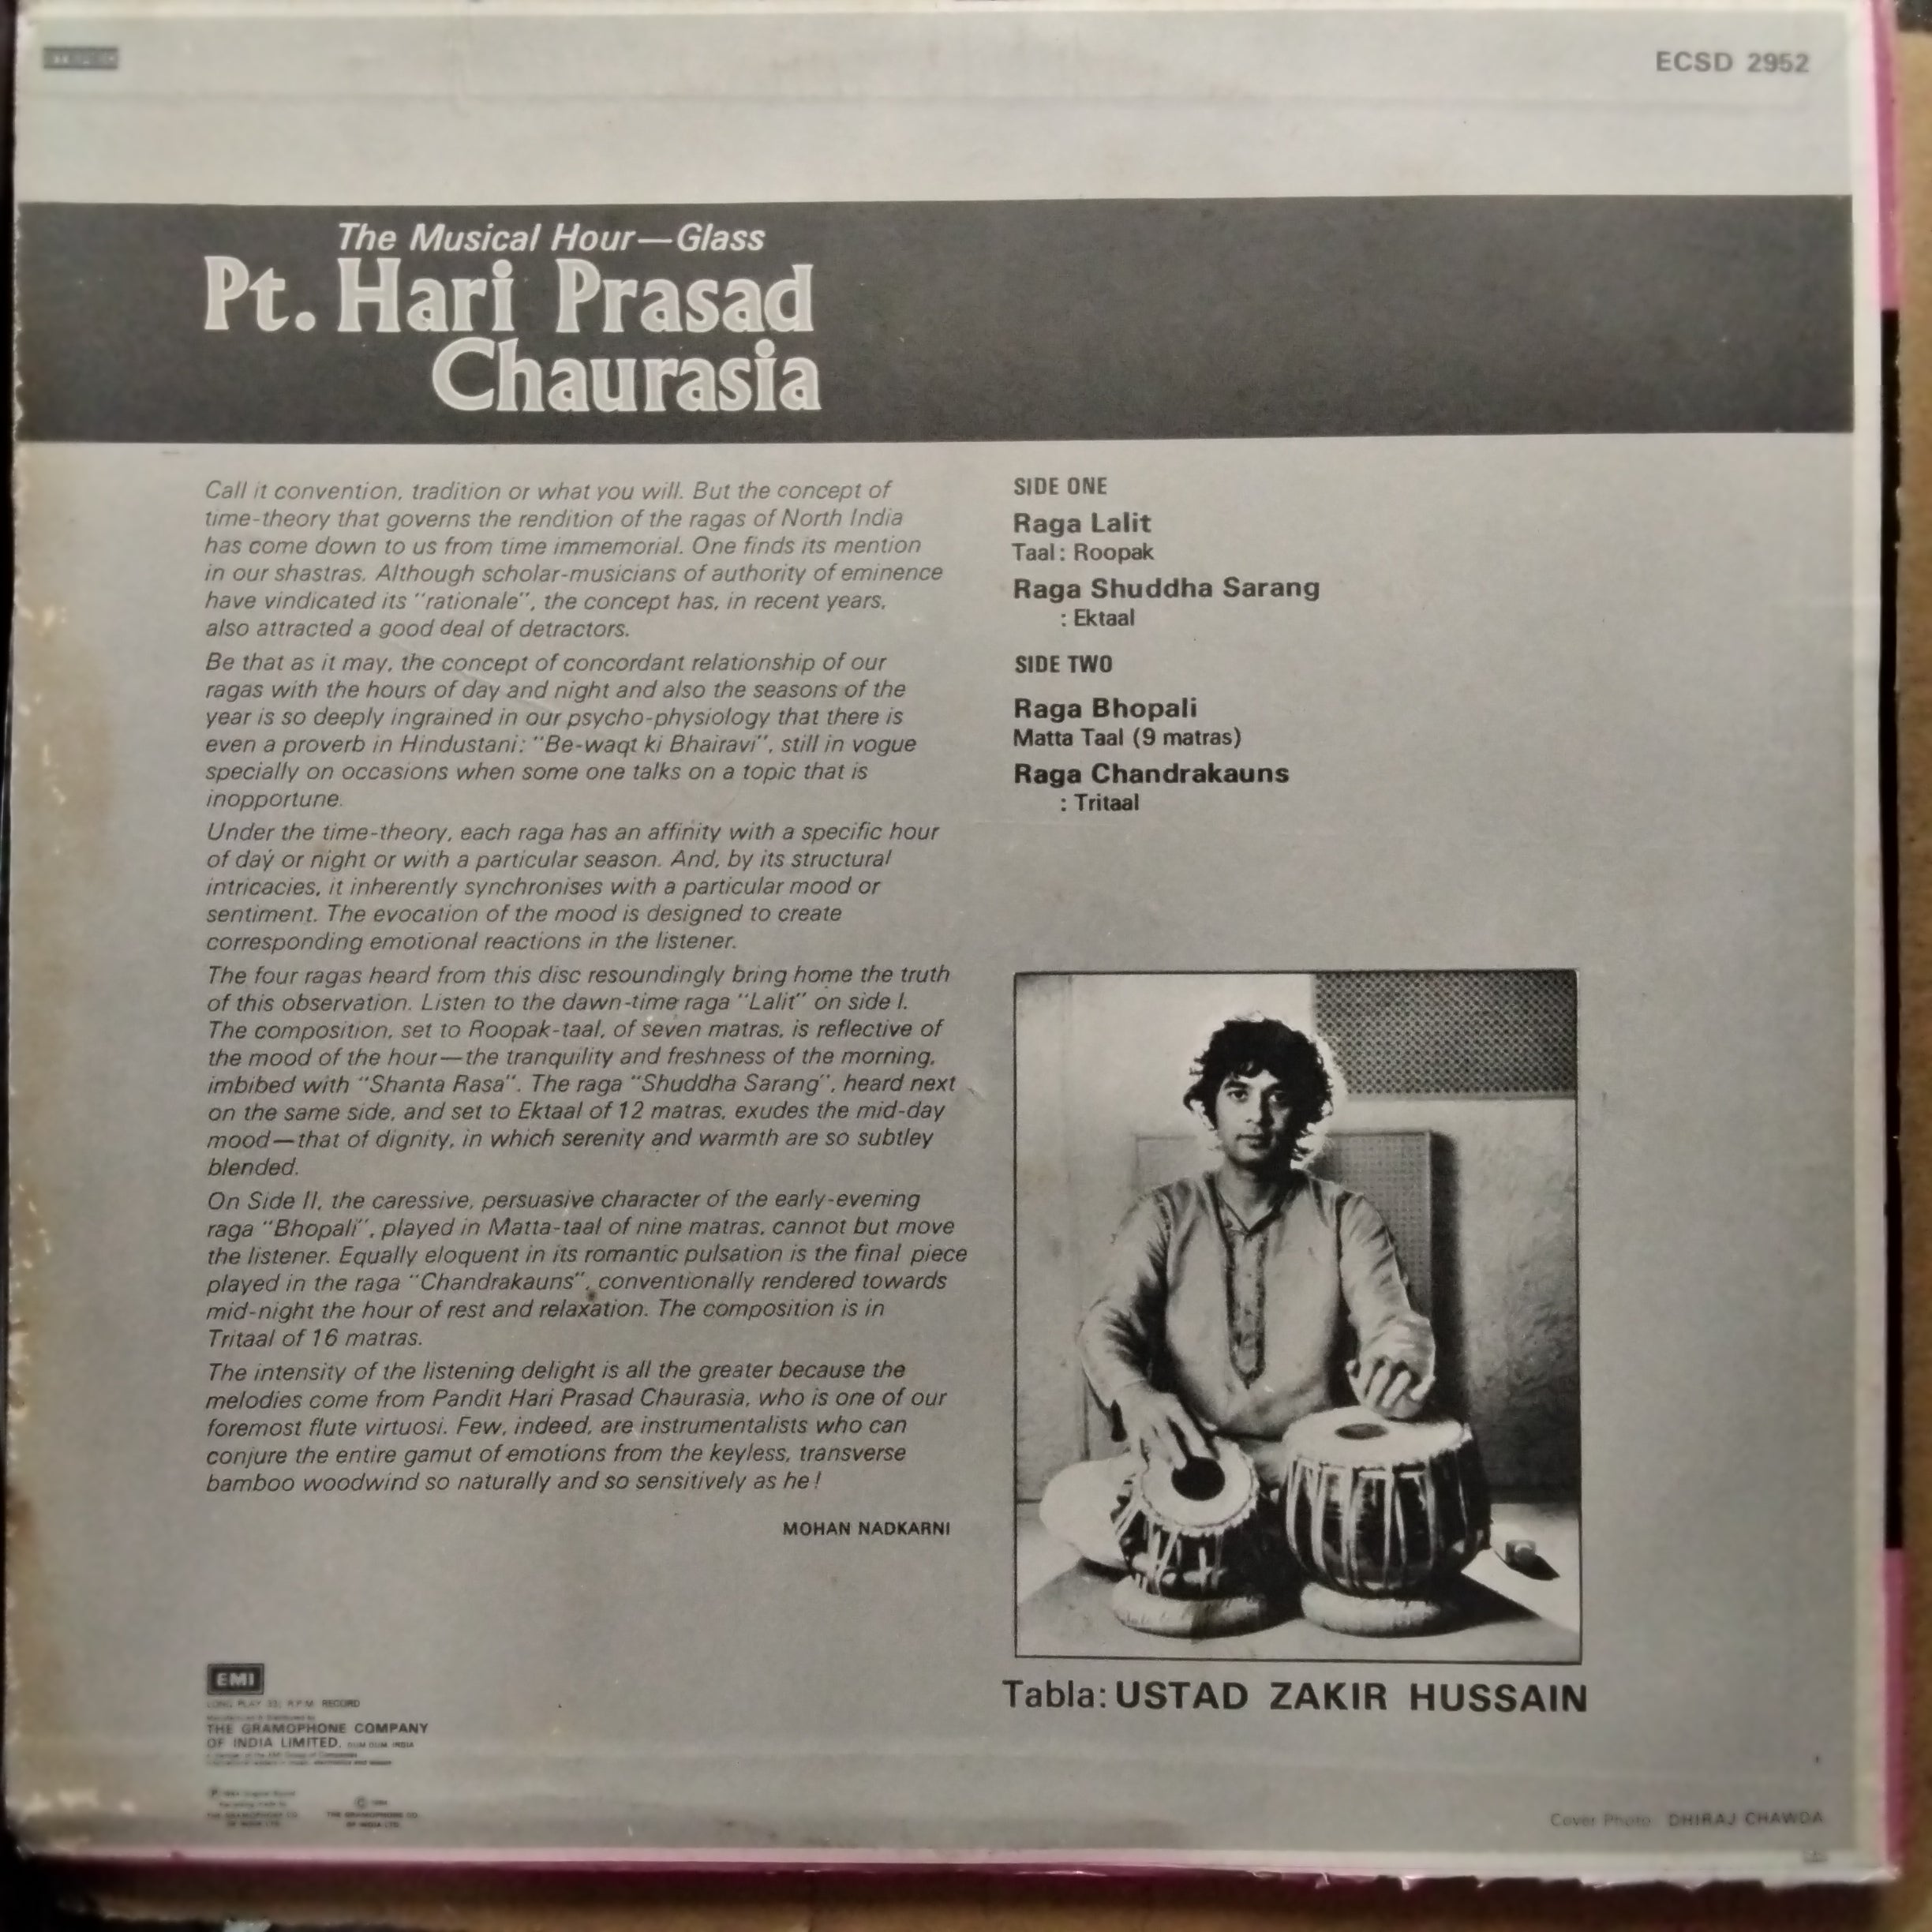 STEREO
ECSD 2952
The Musical Hour—Glass
Pt. Hari Prasad
Chaurasia
Call it convention, tradition or what you will. But the concept of
time-theory that governs the rendition of the ragas of North India
has come down to us from time immemorial. One finds its mention
in our shastras. Although scholar-musicians of authority of eminence
have vindicated its "rationale", the concept has, in recent years,
also attracted a good deal of detractors.
Be that as it may, the concept of concordant relationship of our
ragas with the hours of day and night and also the seasons of the
year is so deeply ingrained in our psycho-physiology that there is
even a proverb in Hindustani: "Be-waqt ki Bhairavi", still in vogue
specially on occasions when some one talks on a topic that is
inopportune.
Under the time-theory, each raga has an affinity with a specific hour
of day or night or with a particular season. And, by its structural
intricacies, it inherently synchronises with a particular mood or
sentiment. The evocation of the mood is designed to create
corresponding emotional reactions in the listener.
The four ragas heard from this disc resoundingly bring home the truth
of this observation. Listen to the dawn-time raga "Lalit" on side I.
The composition, set to Roopak-taal, of seven matras, is reflective of
the mood of the hour—the tranquility and freshness of the morning,
imbibed with "Shanta Rasa". The raga "Shuddha Sarang", heard next
on the same side, and set to Ektaal of 12 matras, exudes the mid-day
mood—that of dignity, in which serenity and warmth are so subtley
blended.
On Side II, the caressive, persuasive character of the early-evening
raga "Bhopali", played in Matta-taal of nine matras, cannot but move
the listener. Equally eloquent in its romantic pulsation is the final piece
played in the raga "Chandrakauns", conventionally rendered towards
mid-night the hour of rest and relaxation. The composition is in
Tritaal of 16 matras.
The intensity of the listening delight is all the greater because the
melodies come from Pandit Hari Prasad Chaurasia, who is one of our
foremost flute virtuosi. Few, indeed, are instrumentalists who can
conjure the entire gamut of emotions from the keyless, transverse
bamboo woodwind so naturally and so sensitively as he!
MOHAN NADKARNI
SIDE ONE
Raga Lalit
Taal: Roopak
Raga Shuddha Sarang
: Ektaal
SIDE TWO
Raga Bhopali
Matta Taal (9 matras)
Raga Chandrakauns
: Tritaal
Tabla: USTAD ZAKIR HUSSAIN
EMI
LONG PLAY R.P.M. RECORD
THE GRAMOPHONE COMPANY
OF INDIA LIMITED. DUM DUM INDIA
THE GRAMOPHONE CO.
OF INDIA LTD.
THE GRAMOPHONE CO.
OF INDIA LTD.
Cover Photo: DHIRAJ CHAWDA